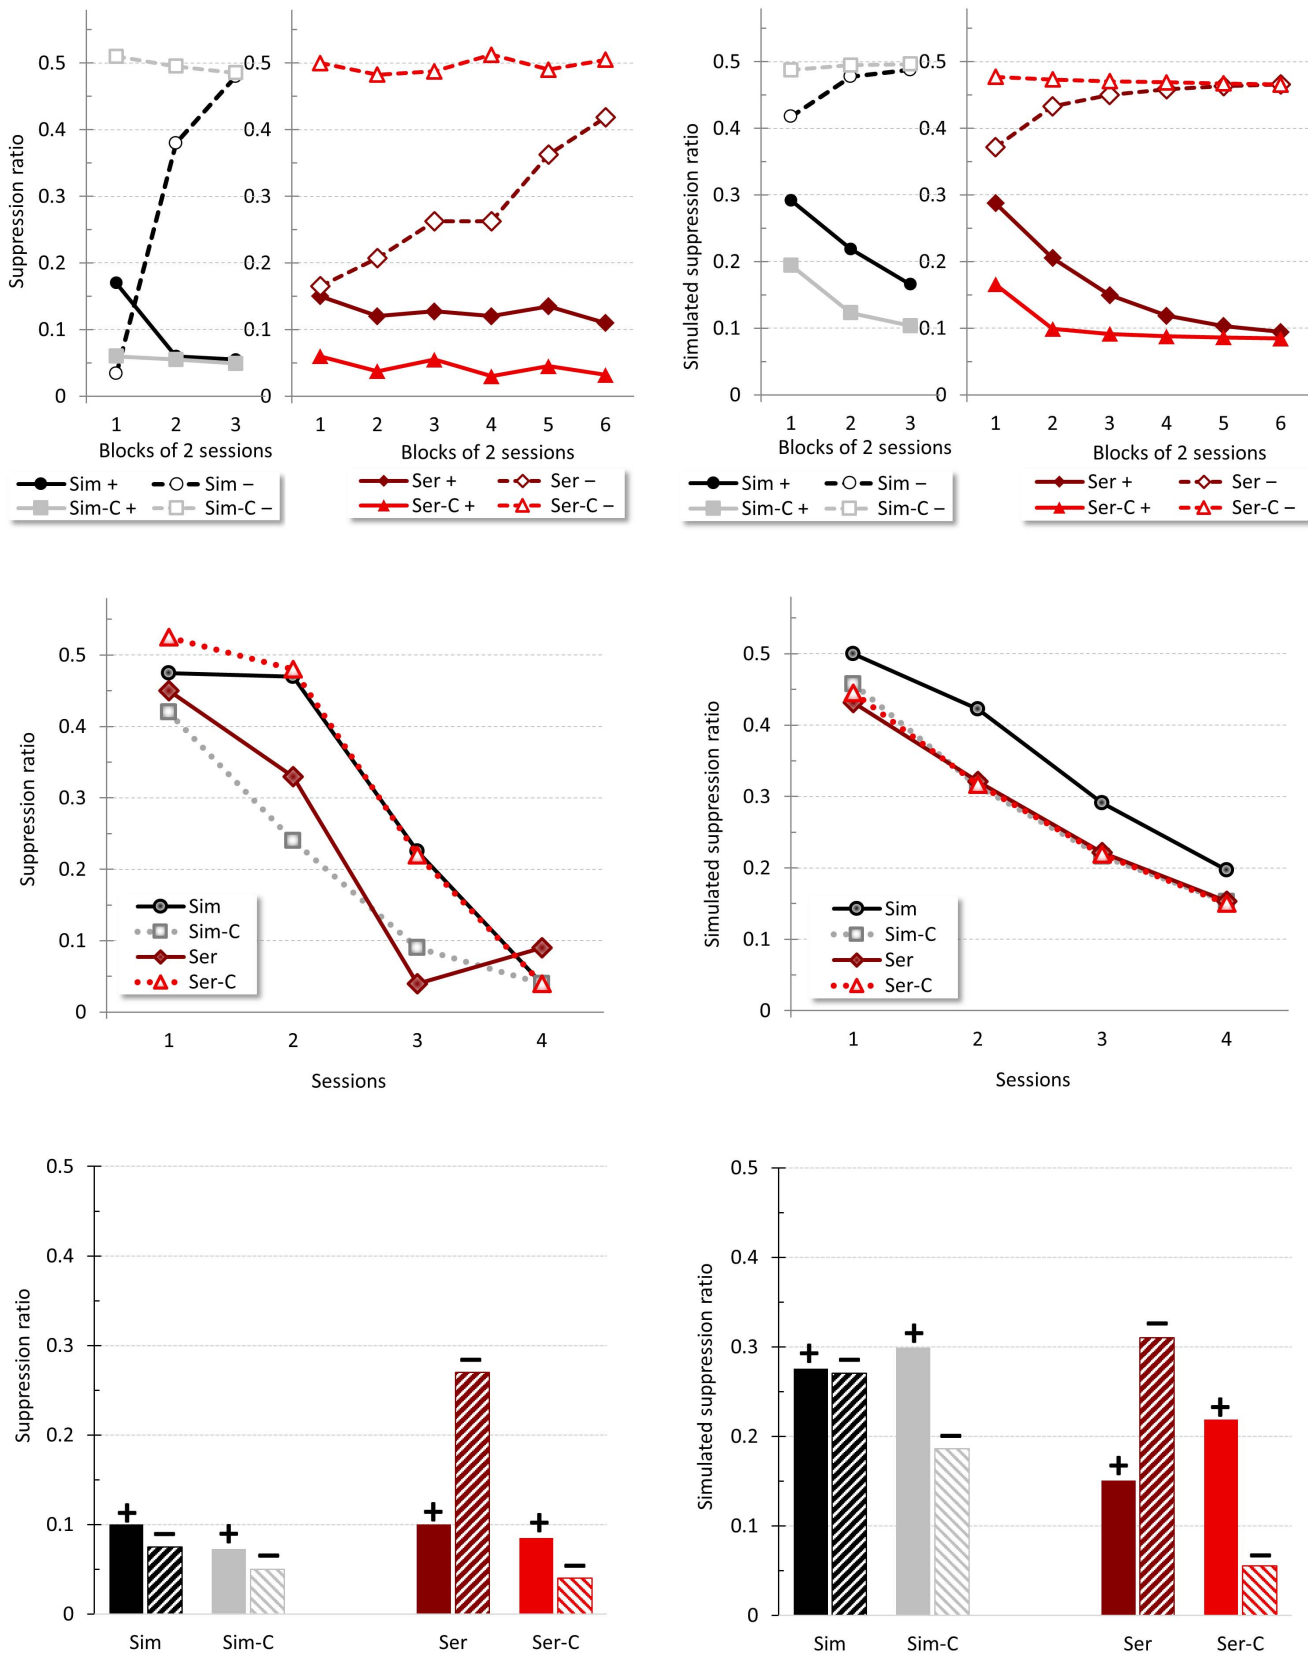 Suppression ratio
0.5
0.4
0.3
0.2
0.1
0
1 2 3
Blocks of 2 sessions
0.5
0.4
0.3
0.2
0.1
0
1 2 3 4 5 6
Blocks of 2 sessions
Sim + Sim –
Sim-C + Sim-C –
Ser + Ser –
Ser-C + Ser-C –
Simulated suppression ratio
0.5
0.4
0.3
0.2
0.1
0
1 2 3
Blocks of 2 sessions
0.5
0.4
0.3
0.2
0.1
0
1 2 3 4 5 6
Blocks of 2 sessions
Sim + Sim –
Sim-C + Sim-C –
Ser + Ser –
Ser-C + Ser-C –
Suppression ratio
0.5
0.4
0.3
0.2
0.1
0
Sim
Sim-C
Ser
Ser-C
1 2 3 4
Sessions
Simulated suppression ratio
0.5
0.4
0.3
0.2
0.1
0
Sim
Sim-C
Ser
Ser-C
1 2 3 4
Sessions
Suppression ratio
0.5
0.4
0.3
0.2
0.1
0
+ – + – + – + –
Sim Sim-C Ser Ser-C
Simulated suppression ratio
0.5
0.4
0.3
0.2
0.1
0
+ – + – + – + –
Sim Sim-C Ser Ser-C